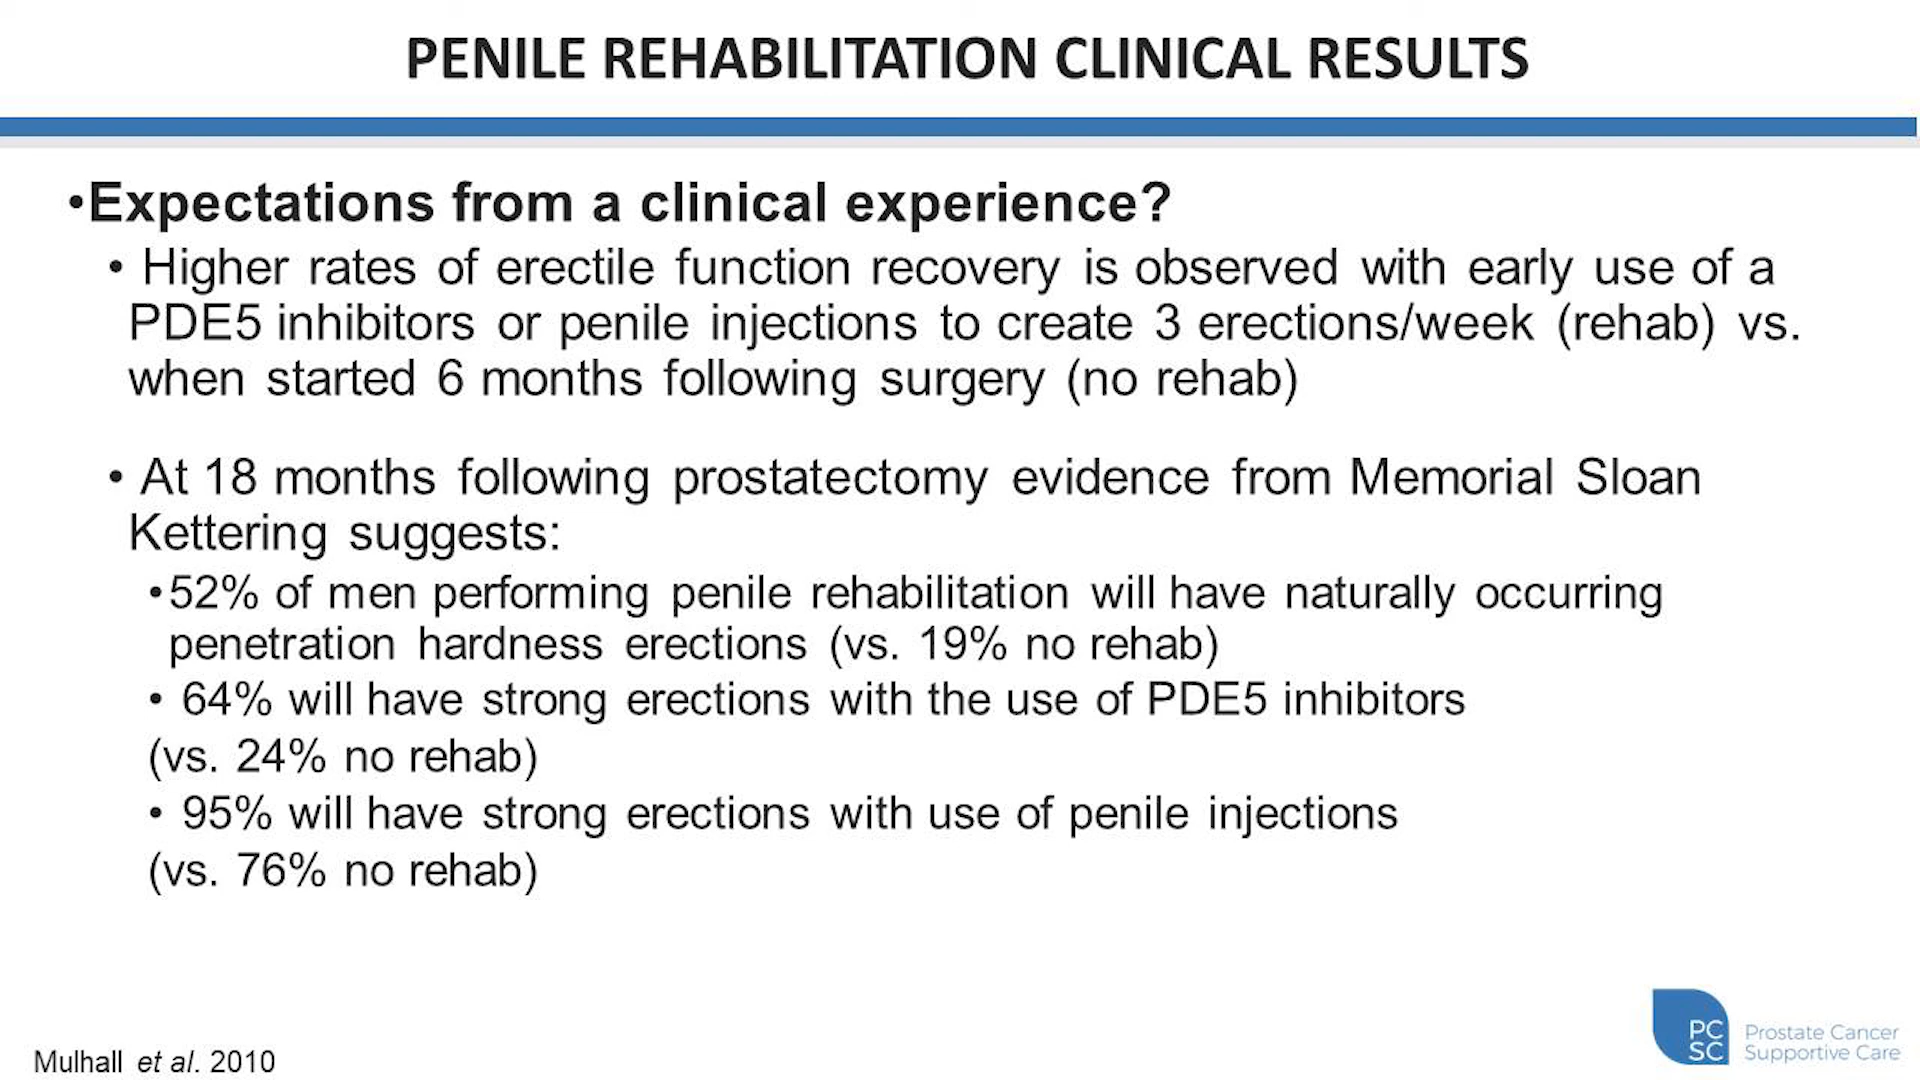 PENILE REHABILITATION CLINICAL RESULTS
•Expectations from a clinical experience?
• Higher rates of erectile function recovery is observed with early use of a
PDE5 inhibitors or penile injections to create 3 erections/week (rehab) vs.
when started 6 months following surgery (no rehab)
• At 18 months following prostatectomy evidence from Memorial Sloan
Kettering suggests:
•52% of men performing penile rehabilitation will have naturally occurring
penetration hardness erections (vs. 19% no rehab)
• 64% will have strong erections with the use of PDE5 inhibitors
(vs. 24% no rehab)
• 95% will have strong erections with use of penile injections
(vs. 76% no rehab)
Mulhall et al. 2010
PC
SC
Prostate Cancer
Supportive Care